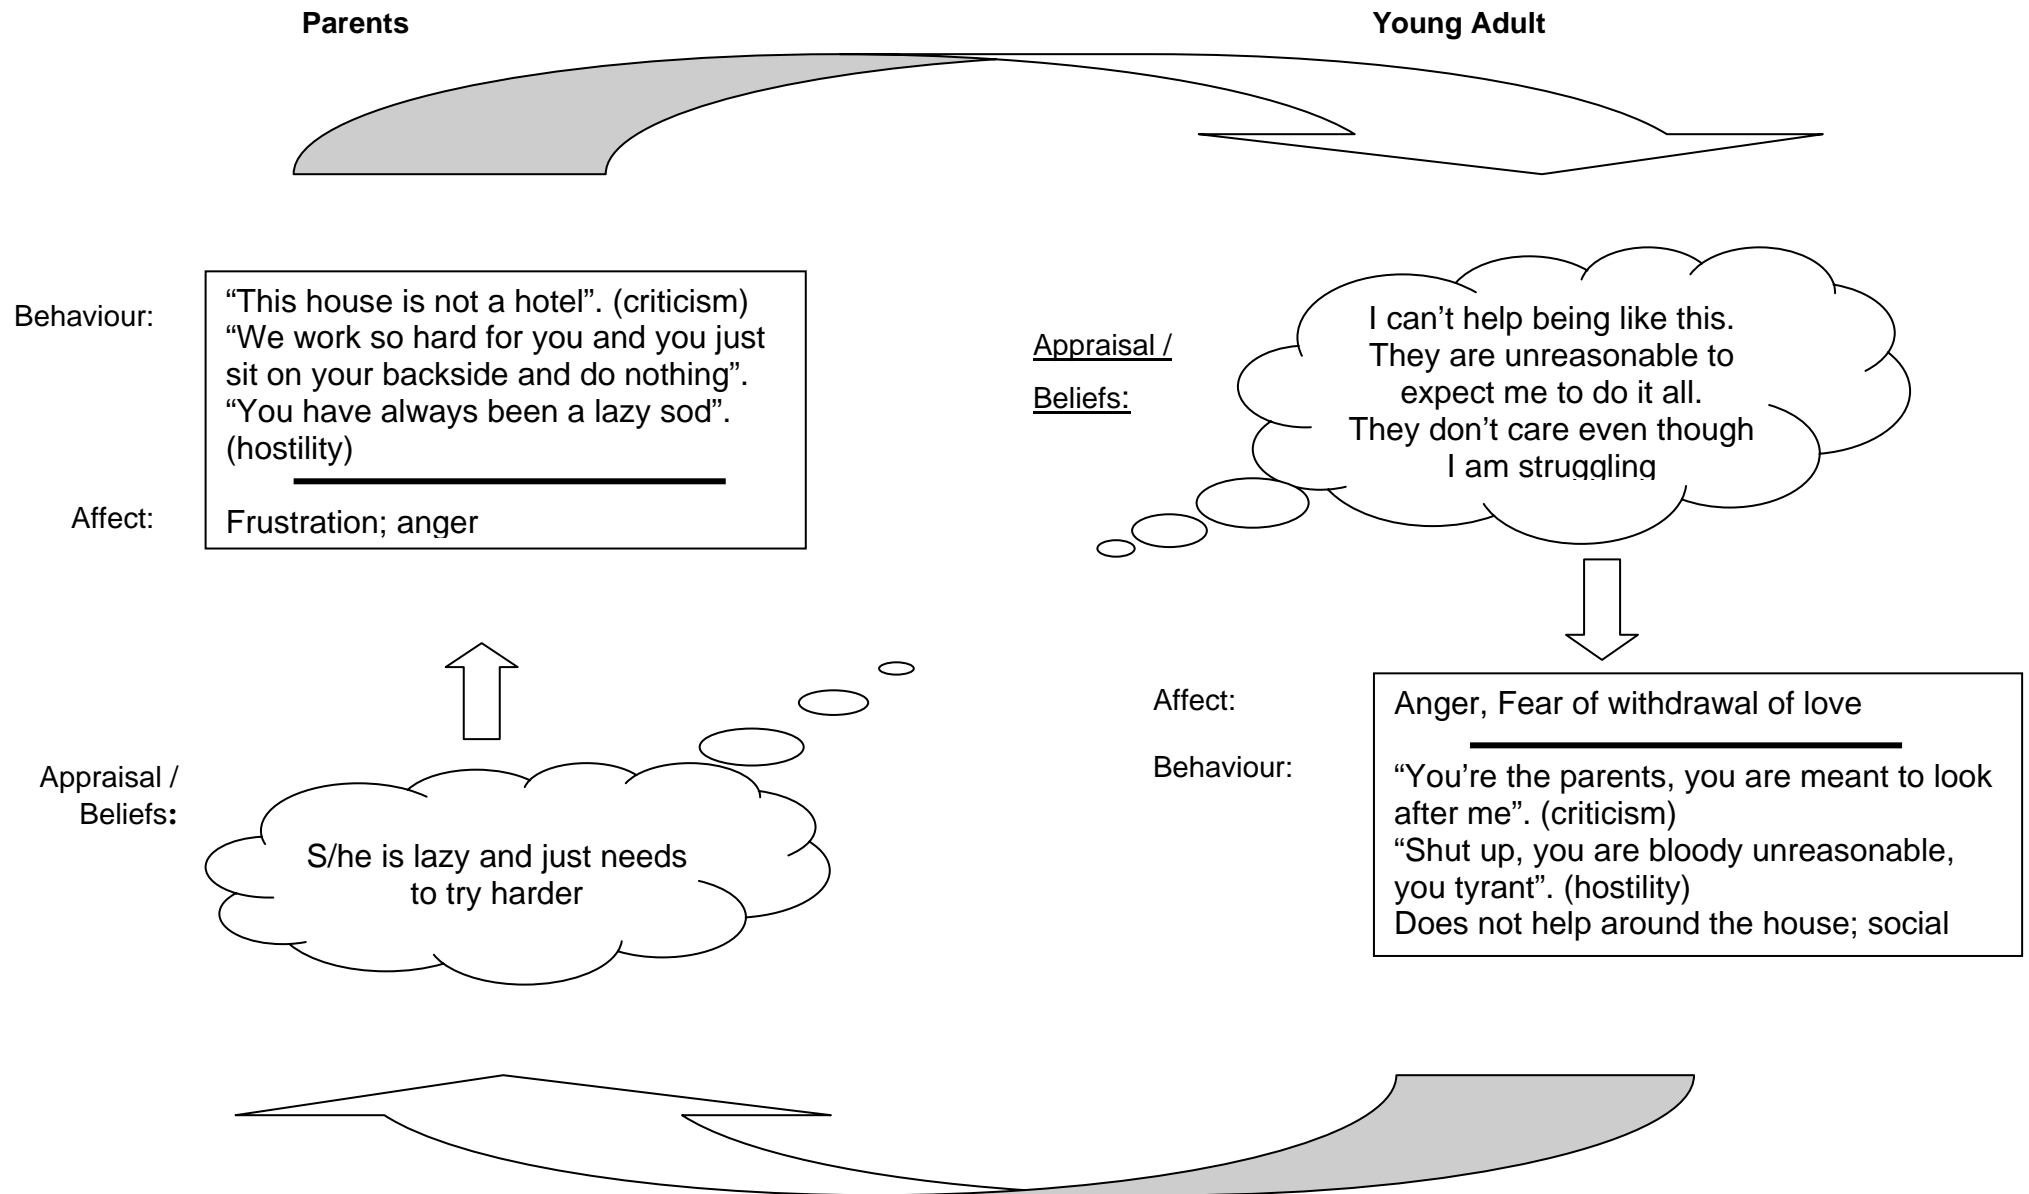 Parents
Young Adult
Behaviour:
“This house is not a hotel”. (criticism)
“We work so hard for you and you just
sit on your backside and do nothing”.
“You have always been a lazy sod”.
(hostility)
Affect:
Frustration; anger
Appraisal /
Beliefs:
S/he is lazy and just needs
to try harder
Appraisal /
Beliefs:
I can’t help being like this.
They are unreasonable to
expect me to do it all.
They don’t care even though
I am struggling
Affect:
Anger, Fear of withdrawal of love
Behaviour:
“You’re the parents, you are meant to look
after me”. (criticism)
“Shut up, you are bloody unreasonable,
you tyrant”. (hostility)
Does not help around the house; social